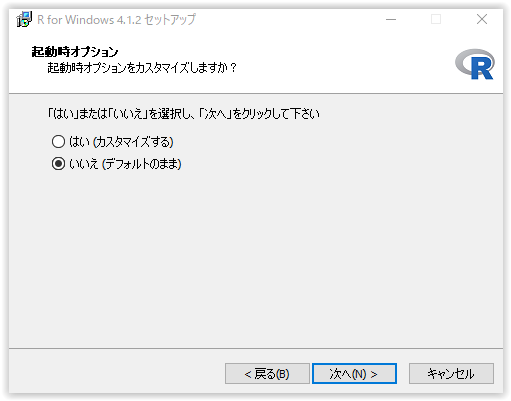 R for Windows 4.1.2 セットアップ
起動時オプション
起動時オプションをカスタマイズしますか？
R
「はい」または「いいえ」を選択し、「次へ」をクリックして下さい
はい (カスタマイズする)
いいえ (デフォルトのまま)
< 戻る(B)
次へ(N) >
キャンセル